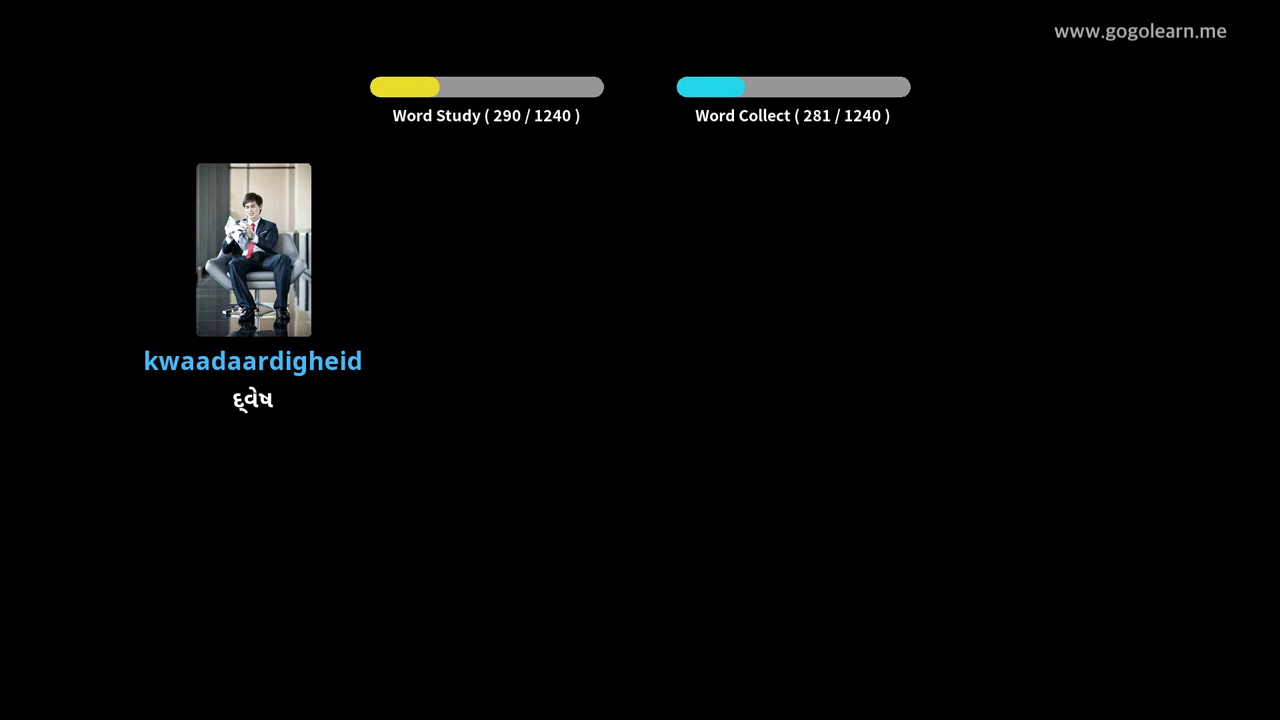 www.gogolearn.me
Word Study ( 290 / 1240 )
Word Collect ( 281 / 1240 )
kwaadaardigheid
દ્વેષ